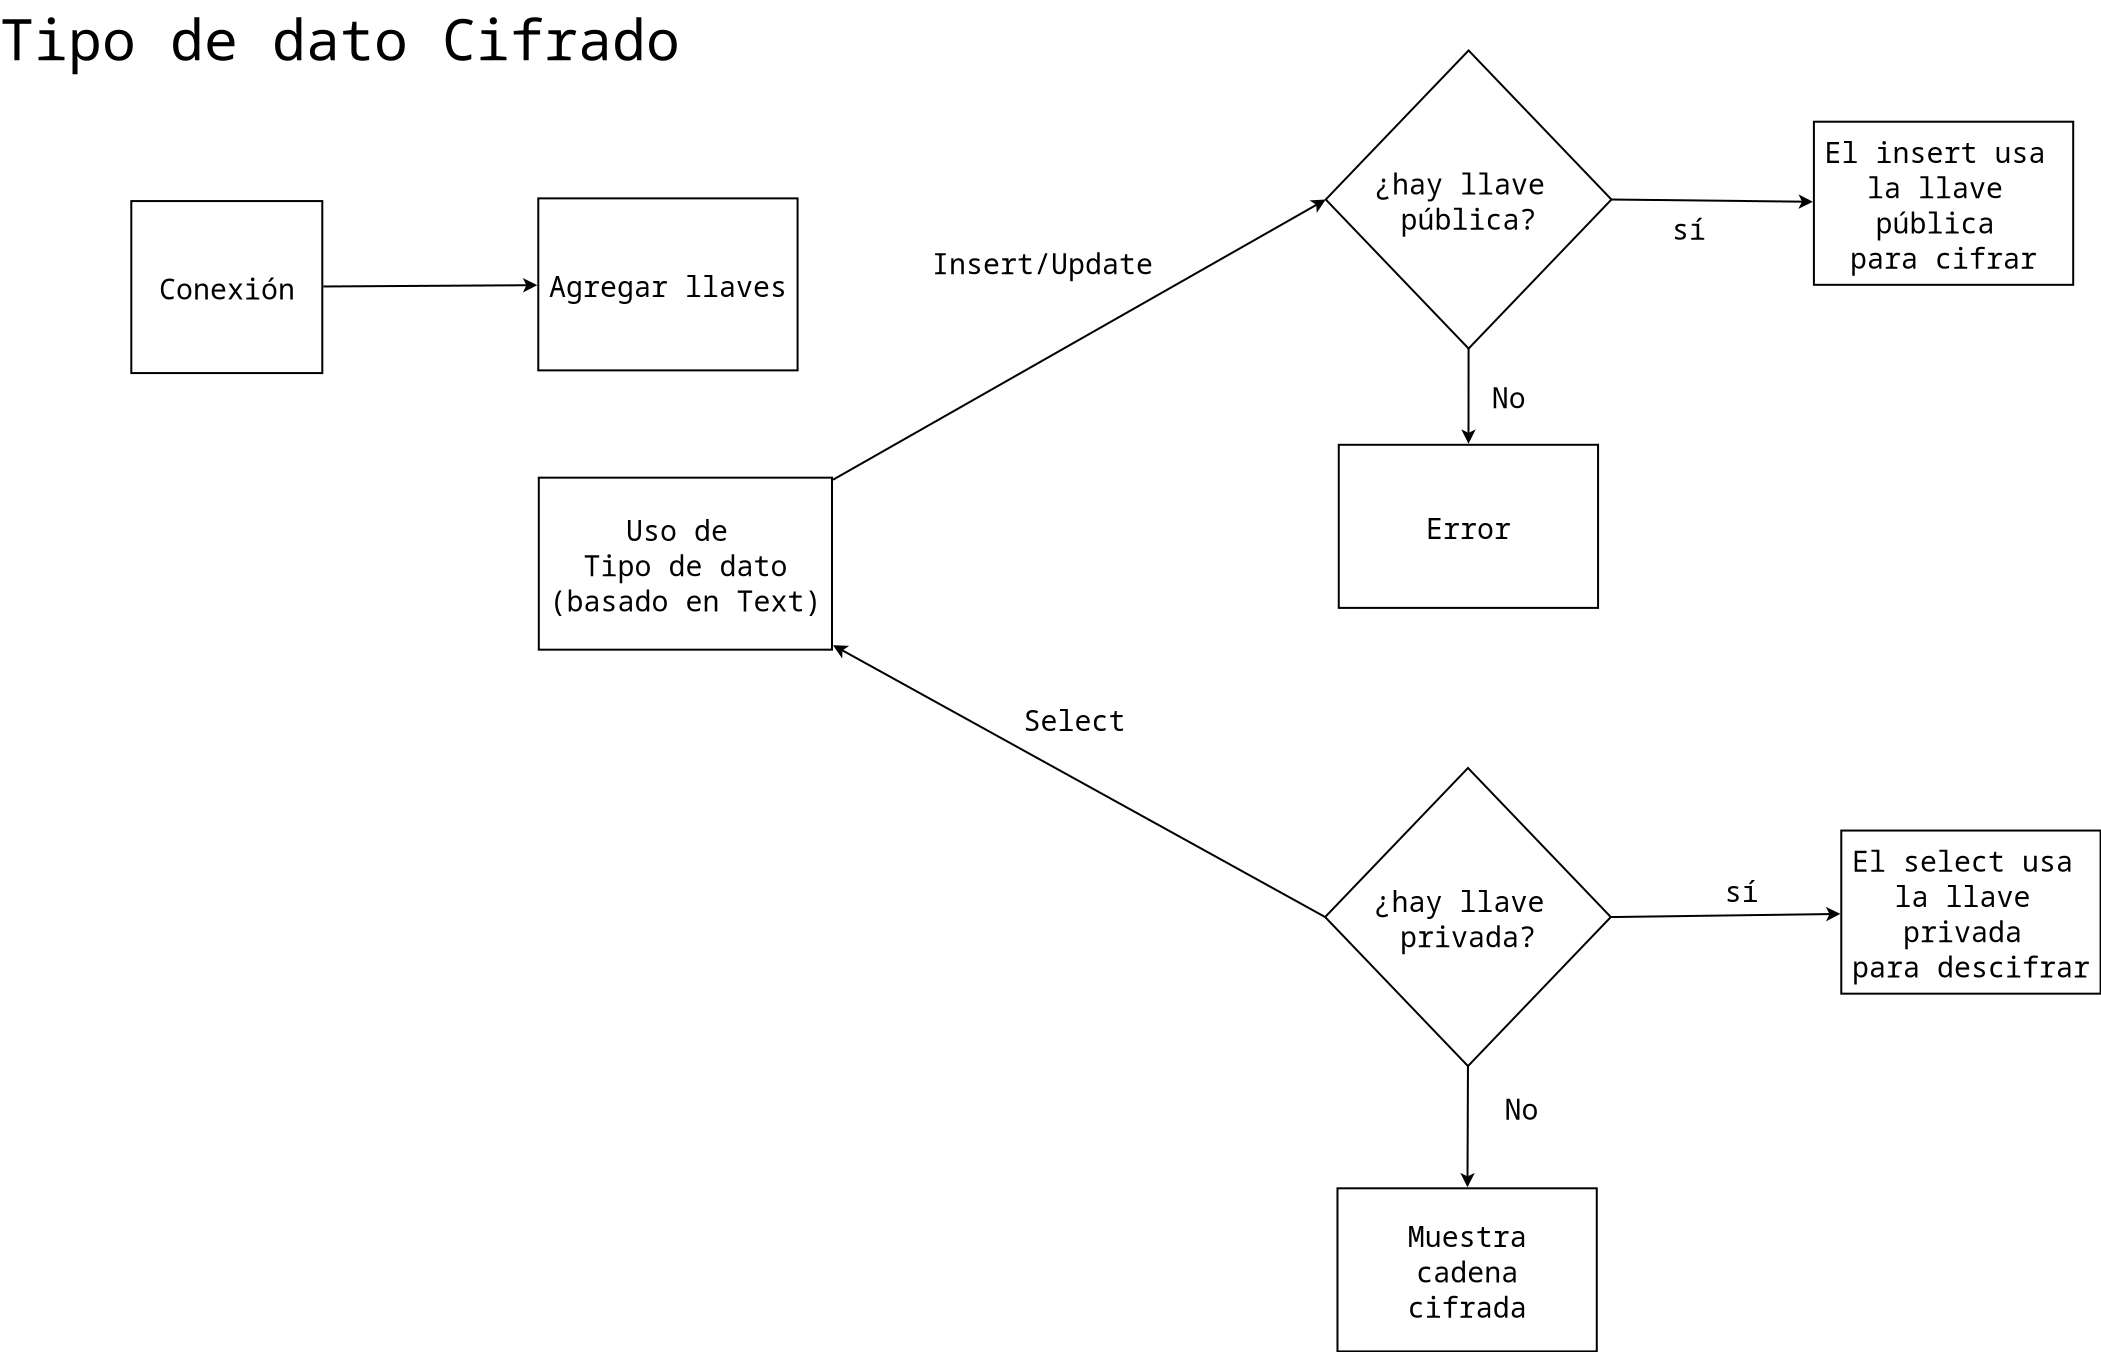 Tipo de dato Cifrado
Conexión
Agregar llaves
Insert/Update
¿hay llave
pública?
sí
El insert usa
la llave
pública
para cifrar
No
Error
Uso de
Tipo de dato
(basado en Text)
Select
¿hay llave
privada?
sí
El select usa
la llave
privada
para descifrar
No
Muestra
cadena
cifrada